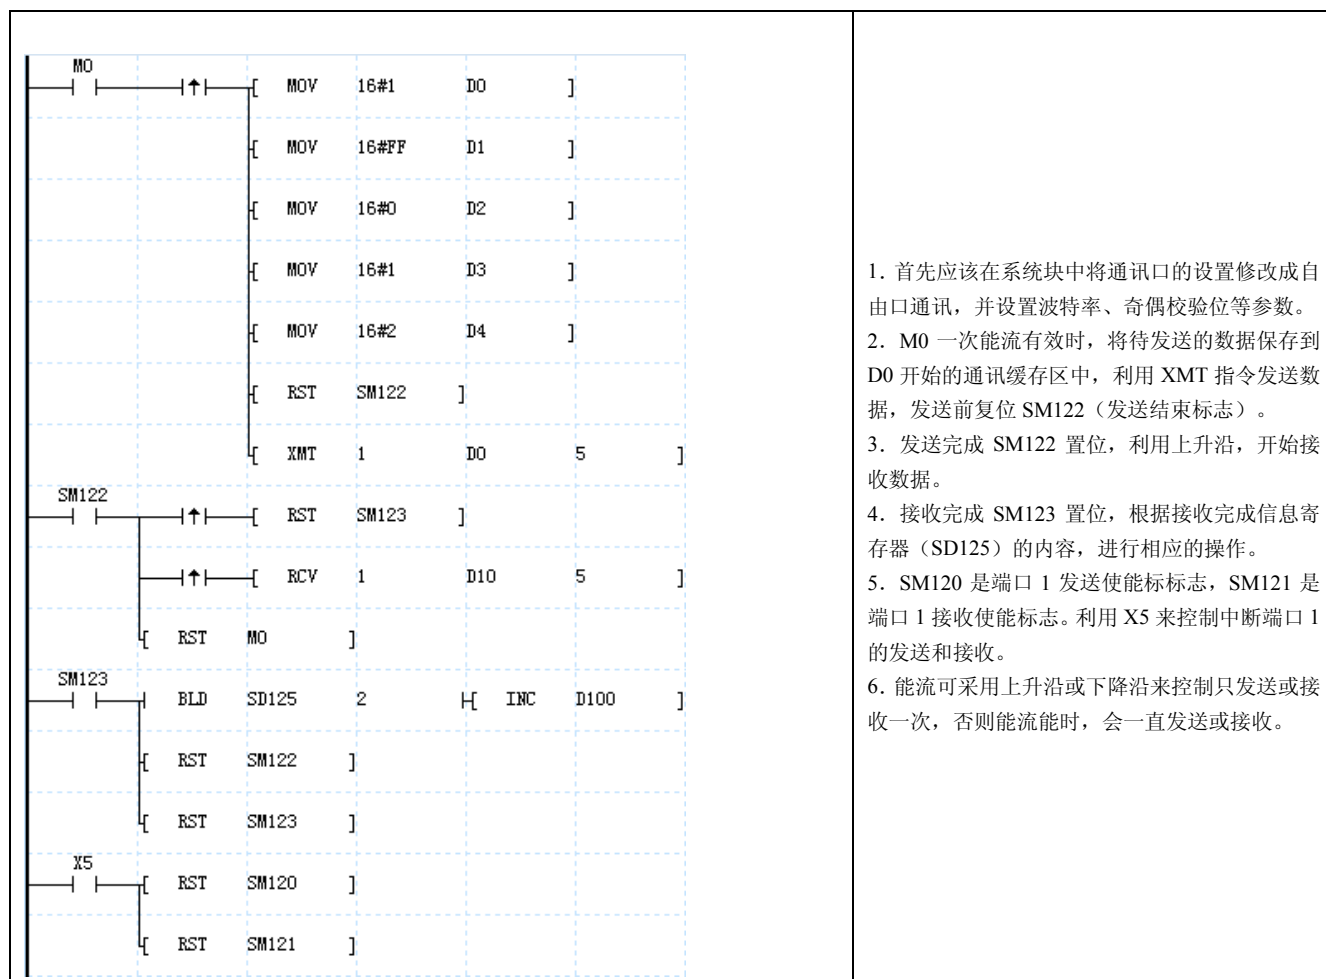 M0
[ MOV 16#1 D0 ]
[ MOV 16#FF D1 ]
[ MOV 16#0 D2 ]
[ MOV 16#1 D3 ]
[ MOV 16#2 D4 ]
[ RST SM122 ]
[ XMT 1 D0 5 ]
SM122
[ RST SM123 ]
[ RCV 1 D10 5 ]
[ RST M0 ]
SM123
BLD SD125 2 [ INC D100 ]
[ RST SM122 ]
[ RST SM123 ]
X5
[ RST SM120 ]
[ RST SM121 ]
1. 首先应该在系统块中将通讯口的设置修改成自
由口通讯，并设置波特率、奇偶校验位等参数。
2. M0 一次能流有效时，将待发送的数据保存到
D0 开始的通讯缓存区中，利用 XMT 指令发送数
据，发送前复位 SM122（发送结束标志）。
3. 发送完成 SM122 置位，利用上升沿，开始接
收数据。
4. 接收完成 SM123 置位，根据接收完成信息寄
存器（SD125）的内容，进行相应的操作。
5. SM120 是端口 1 发送使能标标志，SM121 是
端口 1 接收使能标志。利用 X5 来控制中断端口 1
的发送和接收。
6. 能流可采用上升沿或下降沿来控制只发送或接
收一次，否则能流能时，会一直发送或接收。